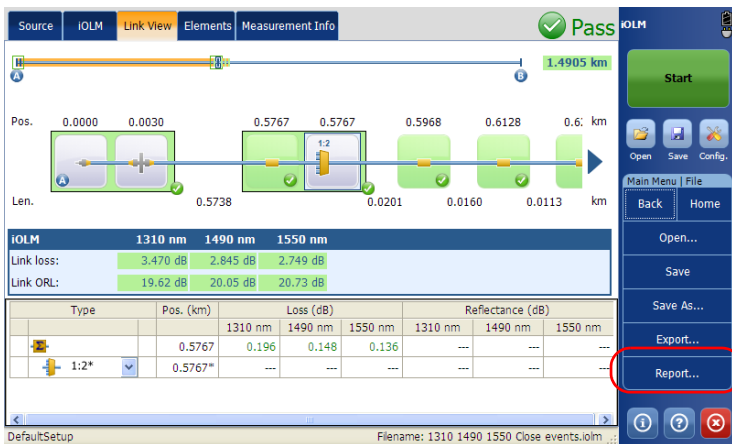 Source iOLM Link View Elements Measurement Info Pass iOLM
1.4905 km
A B
Start
Pos. 0.0000 0.0030 0.5767 0.5767 0.5968 0.6128 0.6: km
1:2
A
Open Save Config.
Main Menu | File
Len. 0.5738 0.0201 0.0160 0.0113 km
Back Home
iOLM 1310 nm 1490 nm 1550 nm
Open...
Link loss: 3.470 dB 2.845 dB 2.749 dB
Link ORL: 19.62 dB 20.05 dB 20.73 dB
Save
Save As...
Type Pos. (km) Loss (dB) Reflectance (dB)
1310 nm 1490 nm 1550 nm 1310 nm 1490 nm 1550 nm
Σ 0.5767 0.196 0.148 0.136 --- --- ---
Export...
1:2* 0.5767* --- --- --- --- --- ---
Report...
DefaultSetup Filename: 1310 1490 1550 Close events.iolm